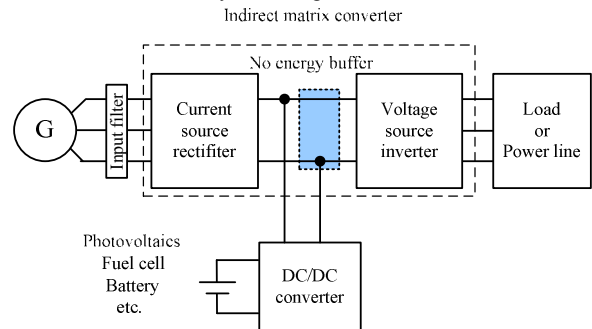 Indirect matrix converter
No energy buffer
G
Input filter
Current
source
rectifiter
Voltage
source
inverter
Load
or
Power line
Photovoltaics
Fuel cell
Battery
etc.
DC/DC
converter